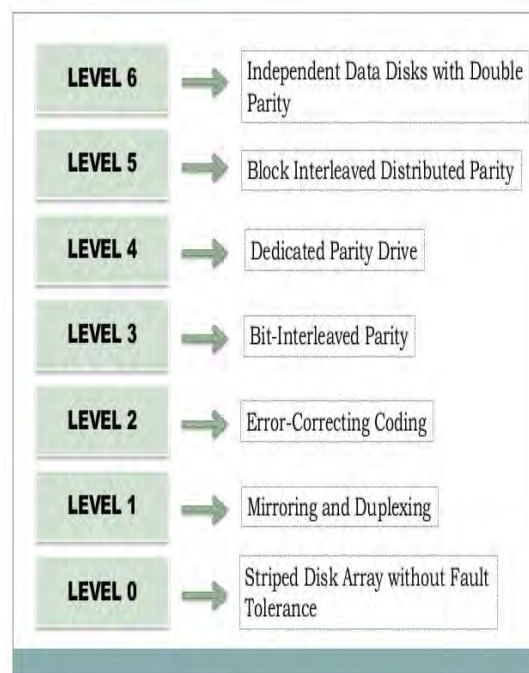 LEVEL 6
Independent Data Disks with Double
Parity
LEVEL 5
Block Interleaved Distributed Parity
LEVEL 4
Dedicated Parity Drive
LEVEL 3
Bit-Interleaved Parity
LEVEL 2
Error-Correcting Coding
LEVEL 1
Mirroring and Duplexing
LEVEL 0
Striped Disk Array without Fault
Tolerance